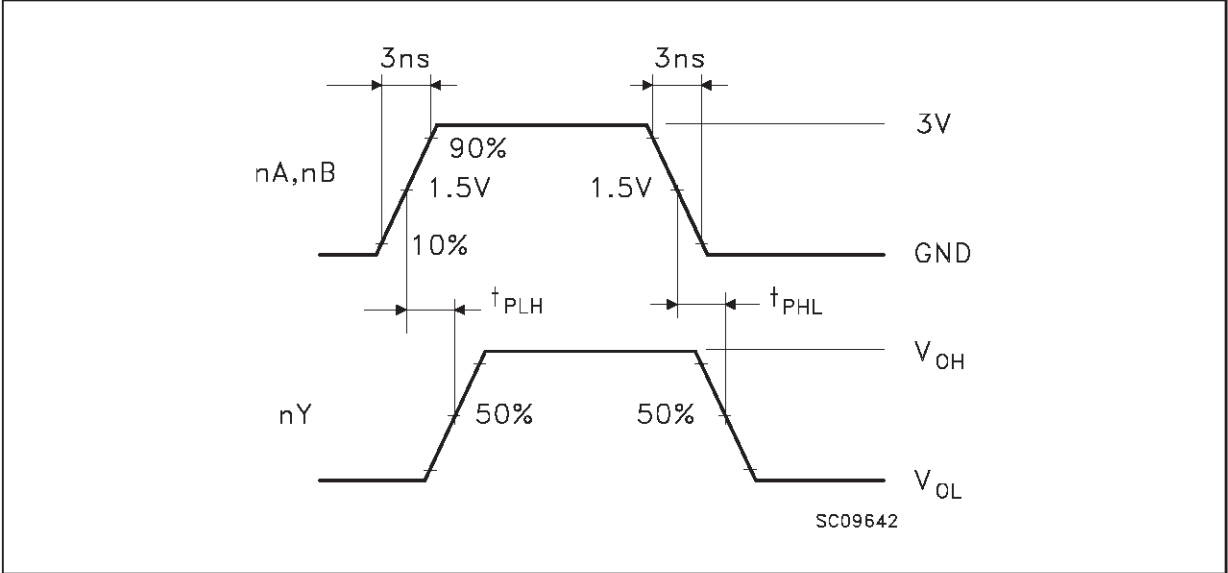 3ns 3ns
3V
90%
nA,nB 1.5V 1.5V
10%
GND
tPLH tPHL
VOH
nY 50% 50%
VOL
SC09642